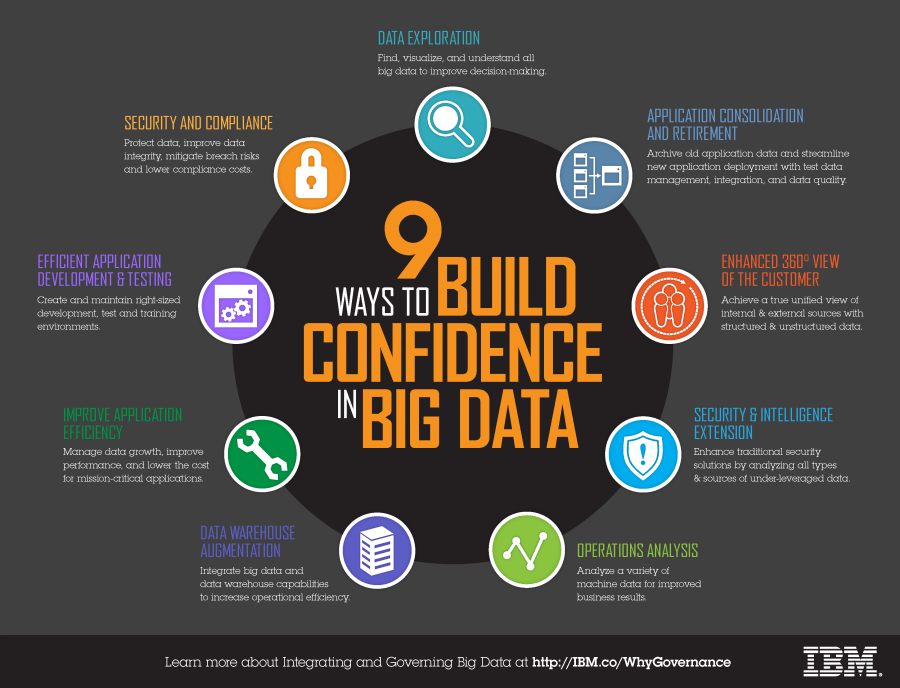 DATA EXPLORATION
Find, visualize, and understand all
big data to improve decision-making.
APPLICATION CONSOLIDATION
AND RETIREMENT
Archive old application data and streamline
new application deployment with test data
management, integration, and data quality.
ENHANCED 360º VIEW
OF THE CUSTOMER
Achieve a true unified view of
internal & external sources with
structured & unstructured data.
SECURITY & INTELLIGENCE
EXTENSION
Enhance traditional security
solutions by analyzing all types
& sources of under-leveraged data.
OPERATIONS ANALYSIS
Analyze a variety of
machine data for improved
business results.
DATA WAREHOUSE
AUGMENTATION
Integrate big data and
data warehouse capabilities
to increase operational efficiency.
IMPROVE APPLICATION
EFFICIENCY
Manage data growth, improve
performance, and lower the cost
for mission-critical applications.
EFFICIENT APPLICATION
DEVELOPMENT & TESTING
Create and maintain right-sized
development, test and training
environments.
SECURITY AND COMPLIANCE
Protect data, improve data
integrity, mitigate breach risks
and lower compliance costs.
9
WAYS TO BUILD
CONFIDENCE
IN BIG DATA
Learn more about Integrating and Governing Big Data at http://IBM.co/WhyGovernance
IBM®